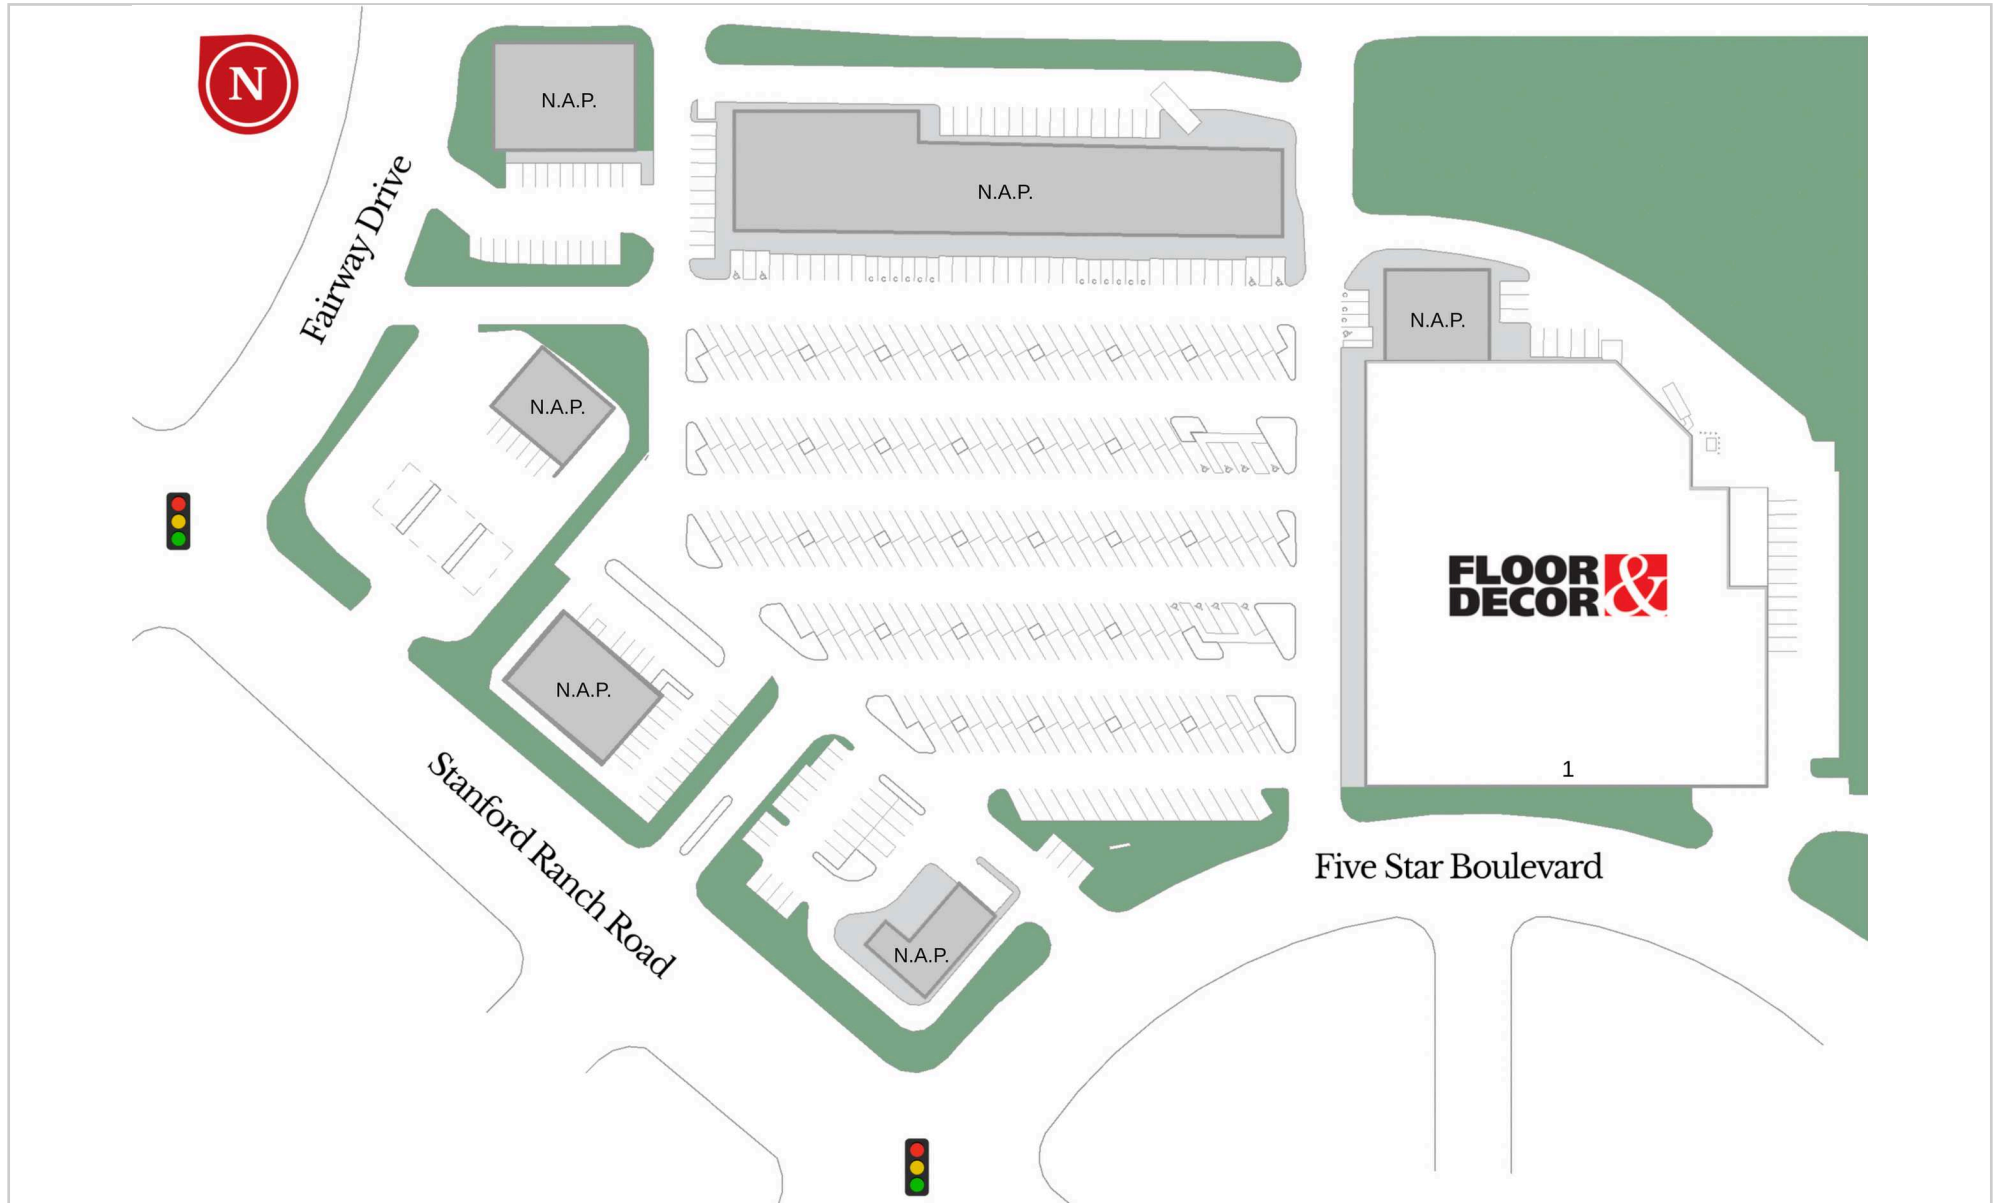 N
N.A.P.
N.A.P.
Fairway Drive
N.A.P.
N.A.P.
FLOOR &
DECOR
N.A.P.
1
Stanford Ranch Road
Five Star Boulevard
N.A.P.